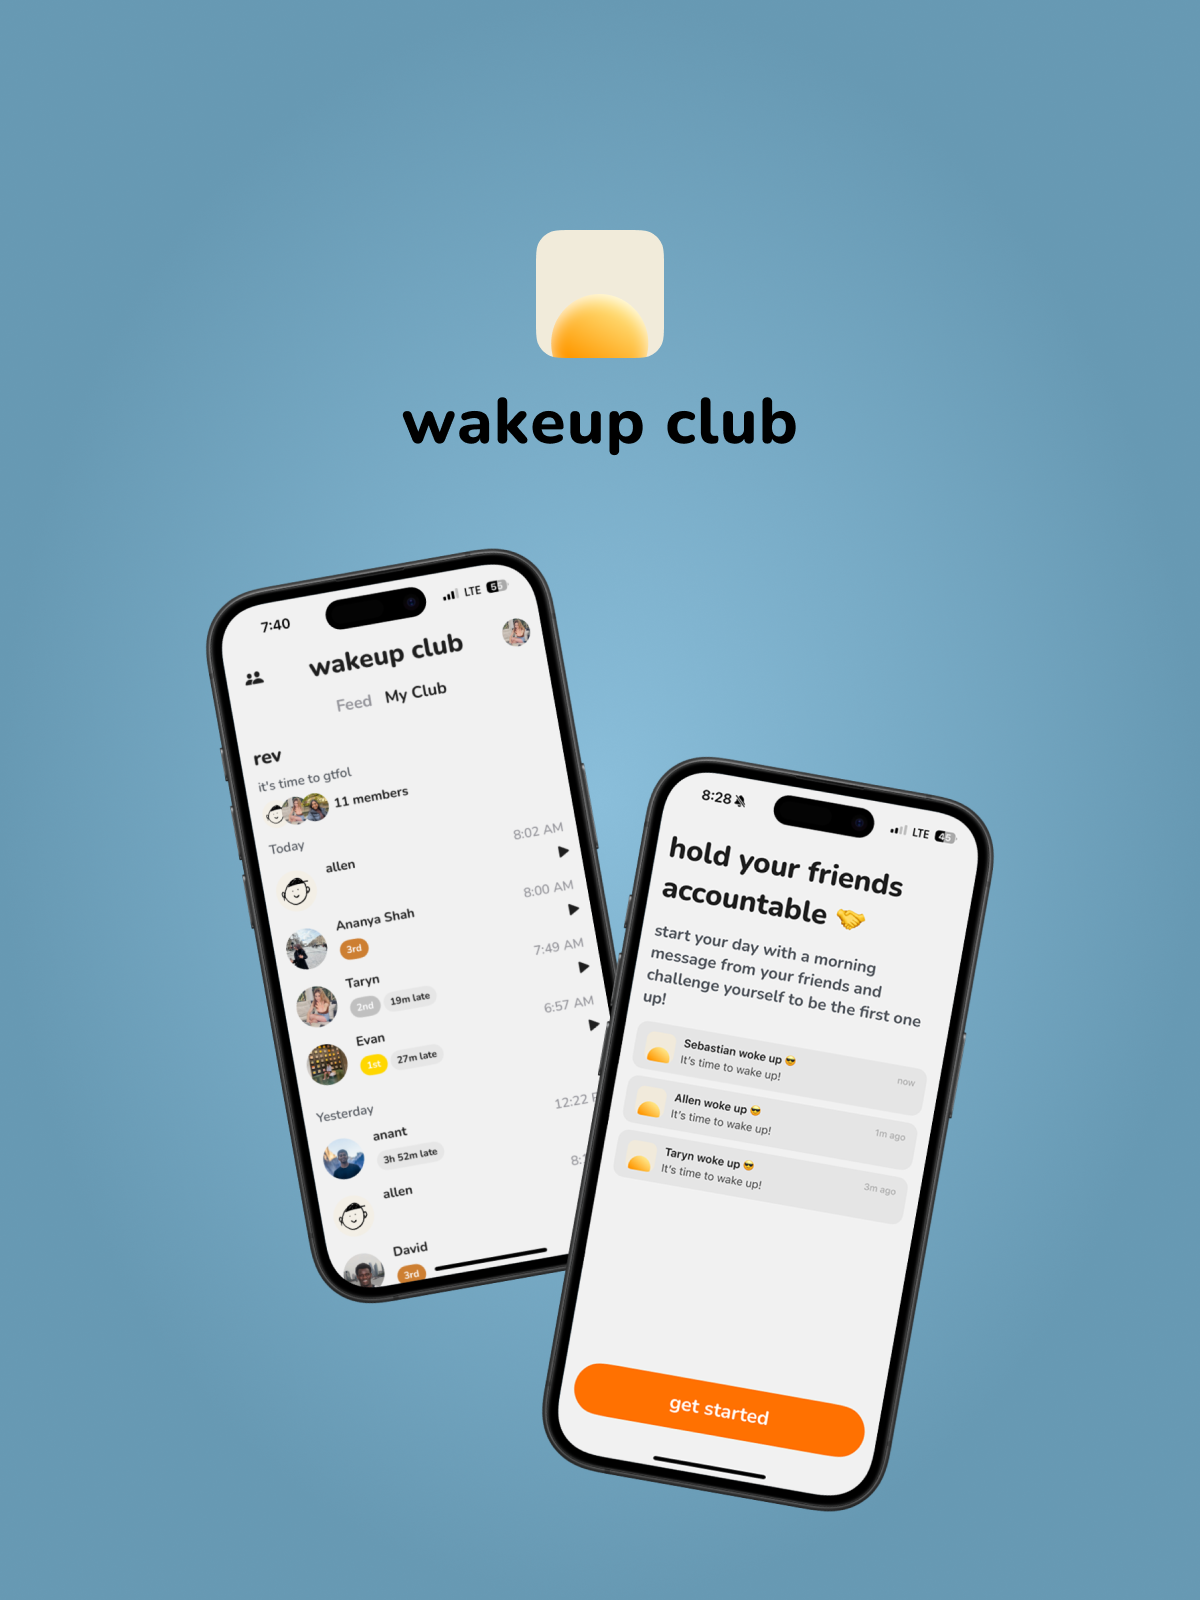 wakeup club
7:40
LTE
wakeup club
Feed My Club
rev
it's time to gtfol
11 members
Today
allen
8:02 AM
Ananya Shah
8:00 AM
3rd
Taryn
7:49 AM
2nd 19m late
Evan
6:57 AM
1st 27m late
Yesterday
anant
12:22
3h 52m late
allen
8:
David
3rd
8:28
LTE
45
hold your friends
accountable 🤝
start your day with a morning
message from your friends and
challenge yourself to be the first one
up!
Sebastian woke up 😎
It's time to wake up!
now
Allen woke up 😎
It's time to wake up!
1m ago
Taryn woke up 😎
It's time to wake up!
3m ago
get started